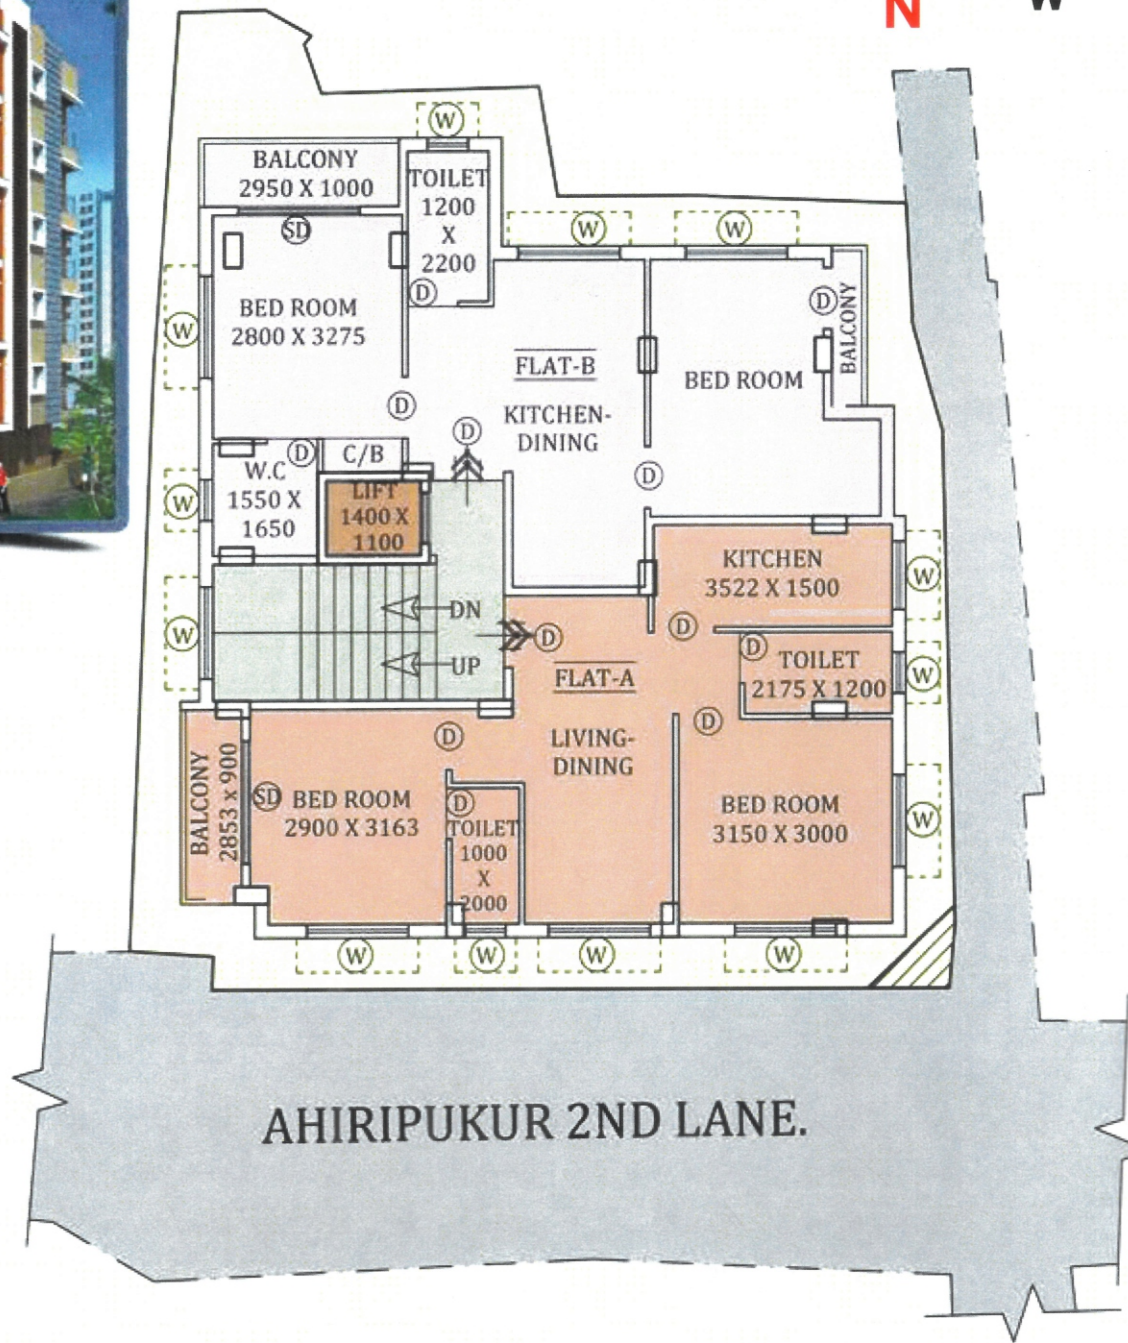 N
W
W
BALCONY
2950 X 1000
TOILET
1200
X
2200
SD
W
W
D
BED ROOM
2800 X 3275
W
D
BALCONY
FLAT-B
KITCHEN-
DINING
BED ROOM
D
D
D
C/B
W.C
1550 X
1650
W
D
LIFT
1400 X
1100
KITCHEN
3522 X 1500
W
DN
UP
W
D
D
FLAT-A
D
TOILET
2175 X 1200
W
LIVING-
DINING
D
D
BALCONY
2853 x 900
SD
BED ROOM
2900 X 3163
D
TOILET
1000
X
2000
BED ROOM
3150 X 3000
W
W
W
W
W
AHIRIPUKUR 2ND LANE.